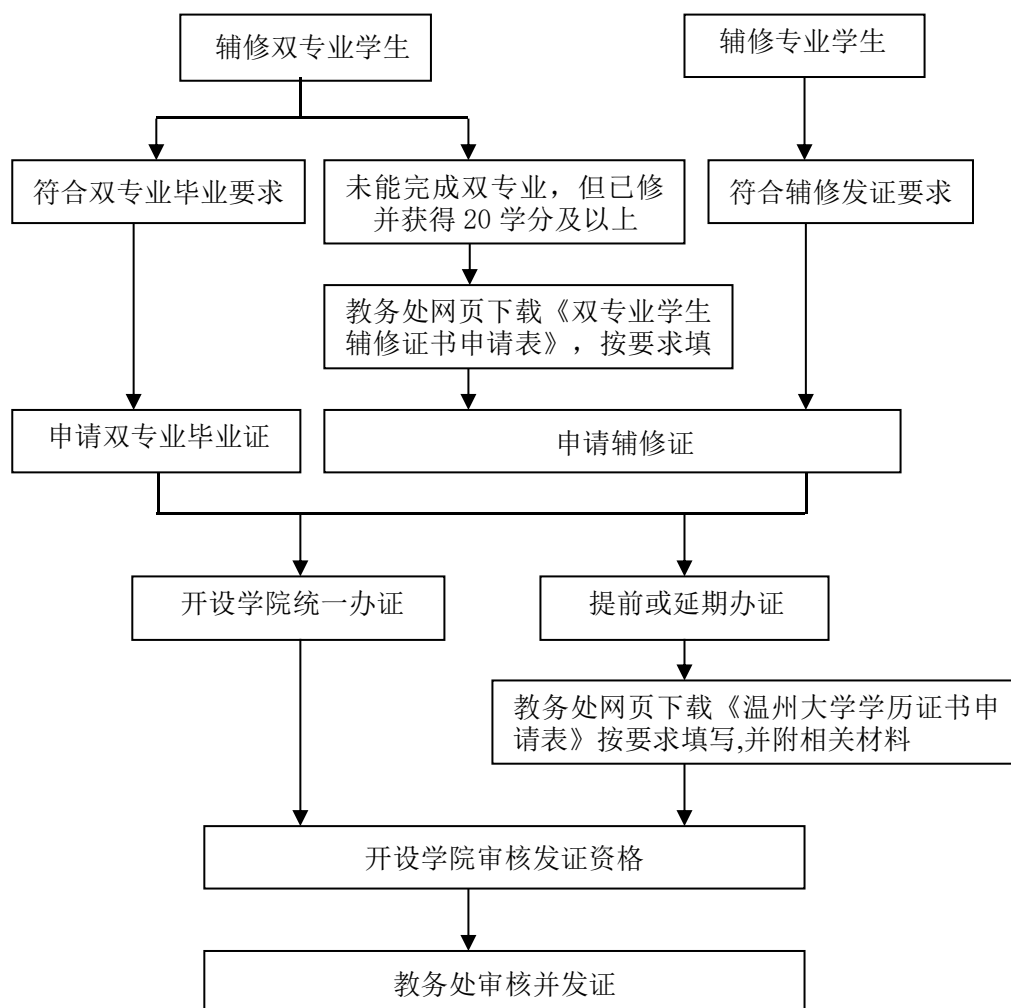 辅修双专业学生
辅修专业学生
符合双专业毕业要求
未能完成双专业，但已修
并获得 20 学分及以上
符合辅修发证要求
教务处网页下载《双专业学生
辅修证书申请表》，按要求填
申请双专业毕业证
申请辅修证
开设学院统一办证
提前或延期办证
教务处网页下载《温州大学学历证书申
请表》按要求填写,并附相关材料
开设学院审核发证资格
教务处审核并发证